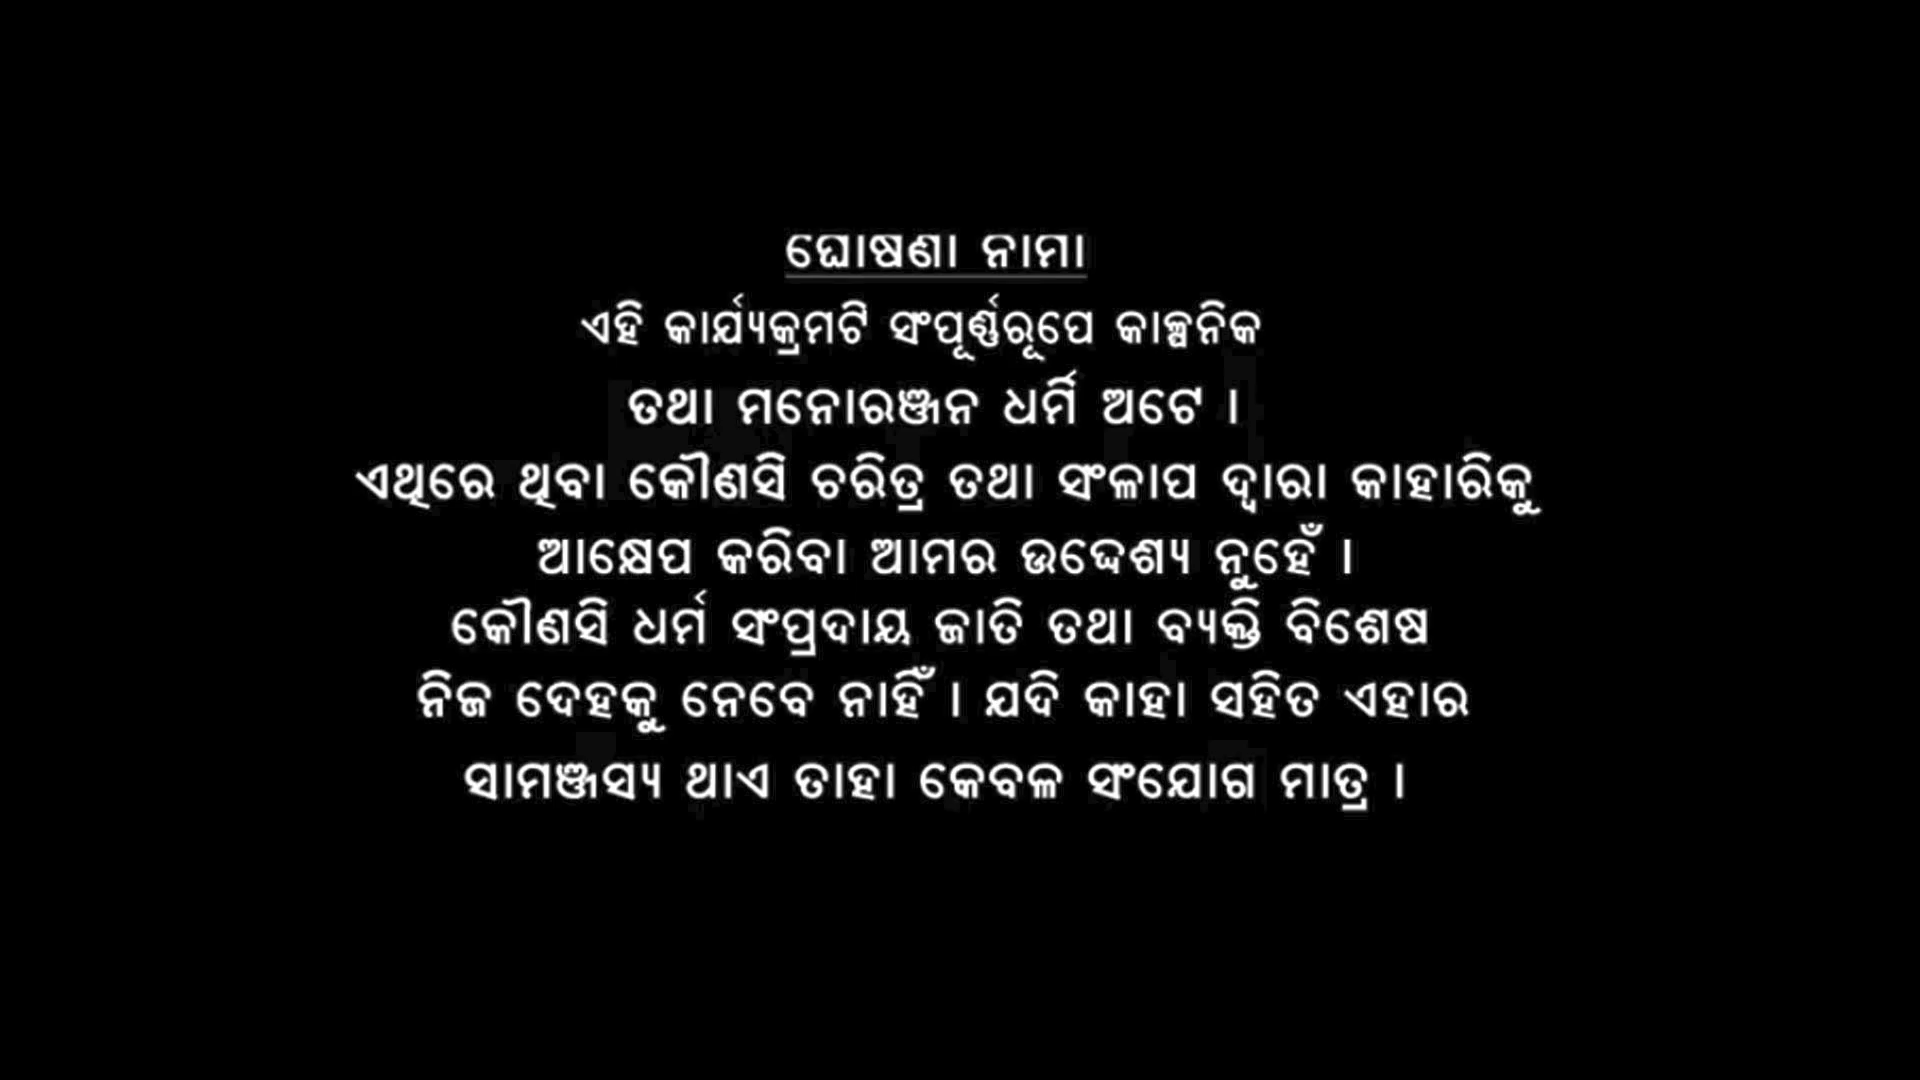 ଘୋଷଣା ନାମା
ଏହି କାର୍ଯ୍ୟକ୍ରମଟି ସଂପୂର୍ଣ୍ଣରୂପେ କାଳ୍ପନିକ
ତଥା ମନୋରଞ୍ଜନ ଧର୍ମି ଅଟେ ।
ଏଥିରେ ଥିବା କୌଣସି ଚରିତ୍ର ତଥା ସଂଳାପ ଦ୍ୱାରା କାହାରିକୁ
ଆକ୍ଷେପ କରିବା ଆମର ଉଦ୍ଦେଶ୍ୟ ନୁହେଁ ।
କୌଣସି ଧର୍ମ ସଂପ୍ରଦାୟ ଜାତି ତଥା ବ୍ୟକ୍ତି ବିଶେଷ
ନିଜ ଦେହକୁ ନେବେ ନାହିଁ । ଯଦି କାହା ସହିତ ଏହାର
ସାମଞ୍ଜସ୍ୟ ଥାଏ ତାହା କେବଳ ସଂଯୋଗ ମାତ୍ର ।